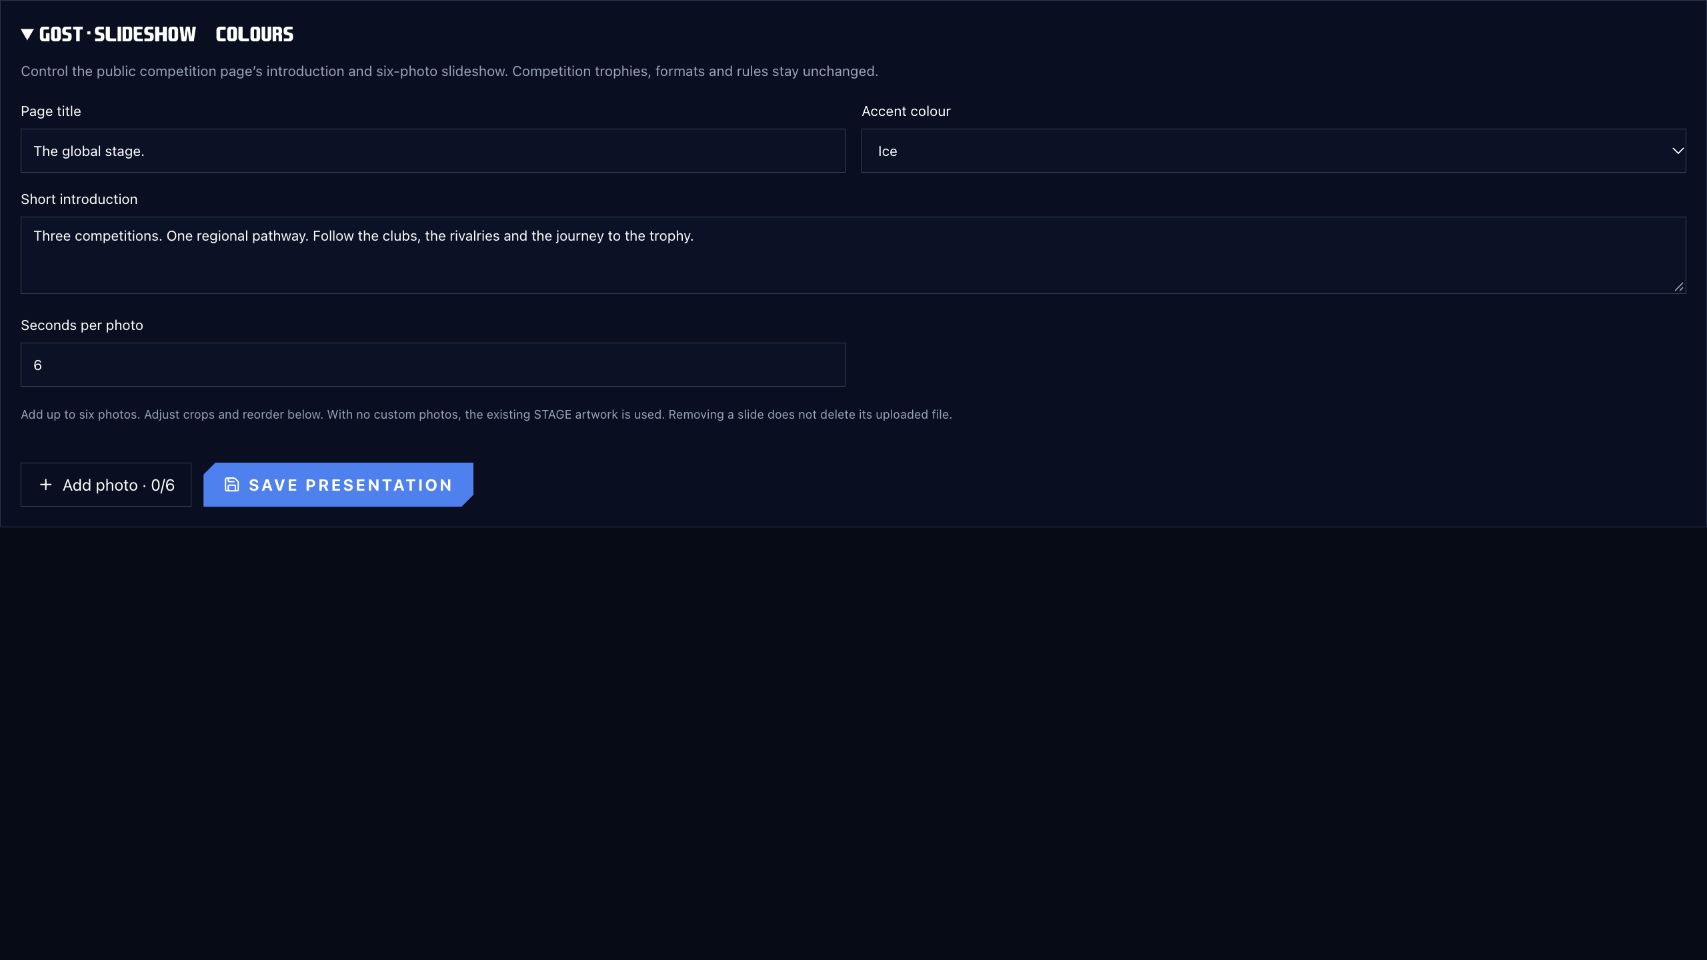 GOST·SLIDESHOW COLOURS
Control the public competition page's introduction and six-photo slideshow. Competition trophies, formats and rules stay unchanged.
Page title
Accent colour
The global stage.
Ice
Short introduction
Three competitions. One regional pathway. Follow the clubs, the rivalries and the journey to the trophy.
Seconds per photo
6
Add up to six photos. Adjust crops and reorder below. With no custom photos, the existing STAGE artwork is used. Removing a slide does not delete its uploaded file.
+ Add photo · 0/6
SAVE PRESENTATION